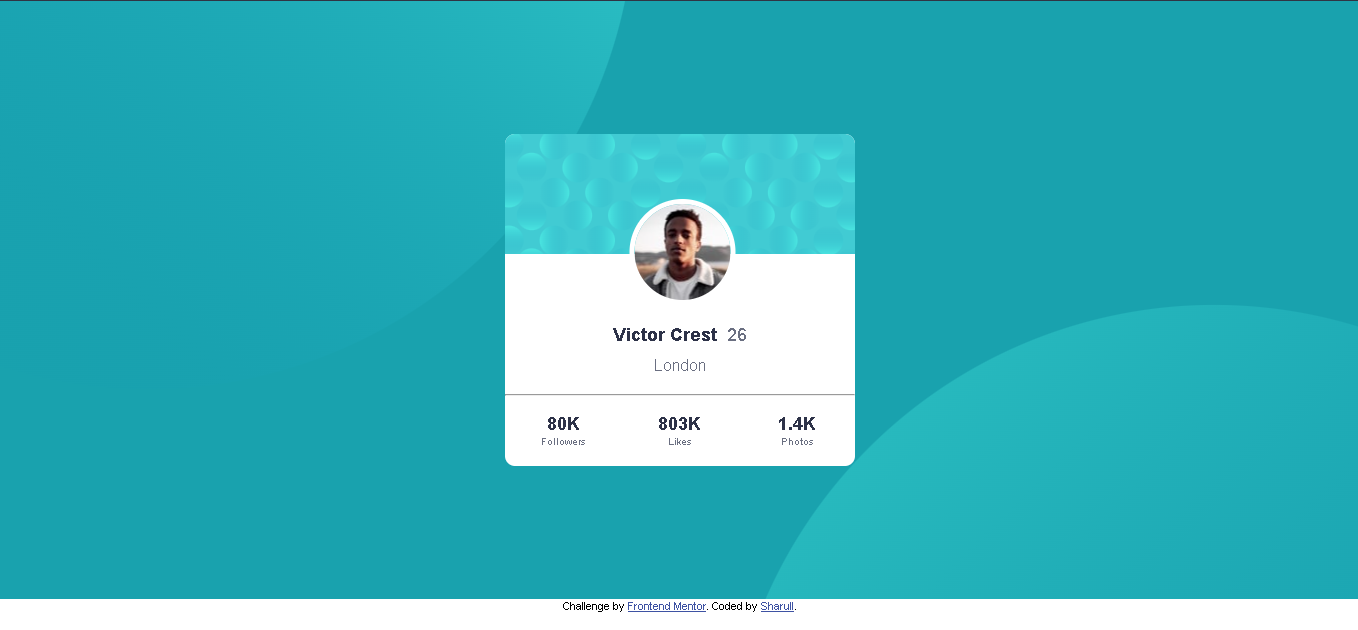 Victor Crest 26
London
80K 803K 1.4K
Followers Likes Photos
Challenge by Frontend Mentor. Coded by Sharull.